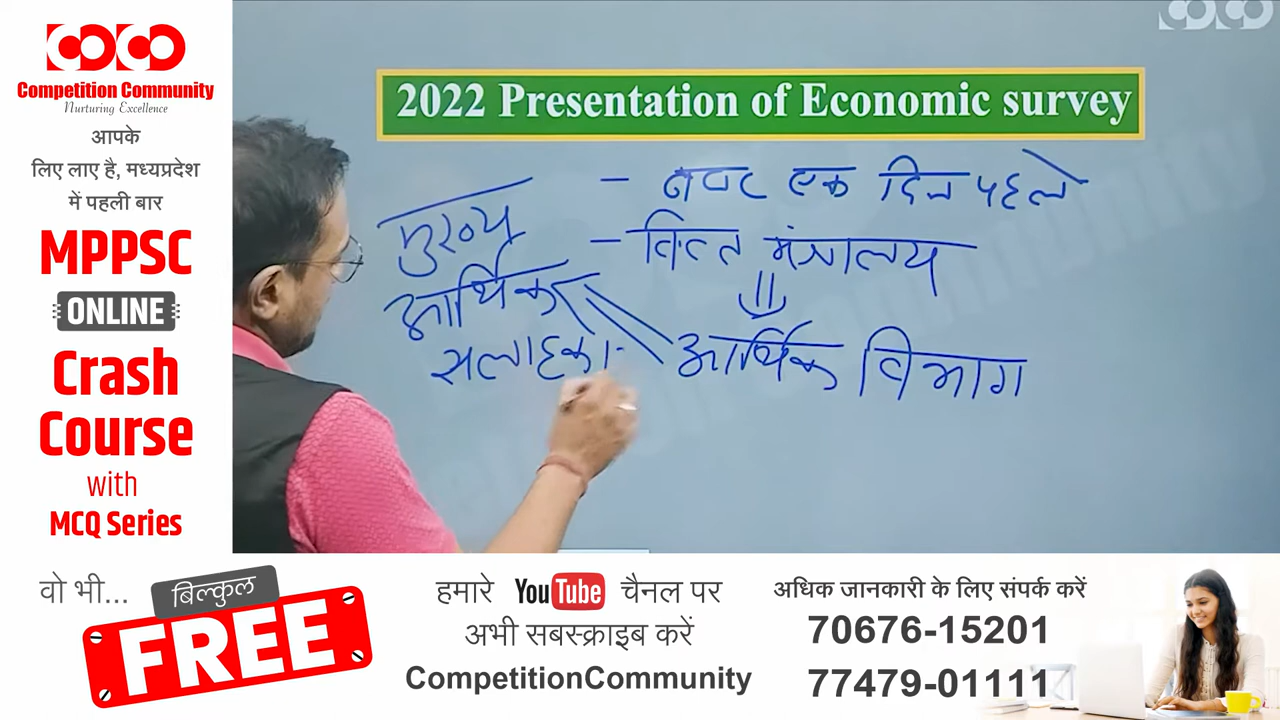 COCO
Competition Community
Nurturing Excellence
आपके
लिए लाए है, मध्यप्रदेश
में पहली बार
MPPSC
ONLINE
Crash
Course
with
MCQ Series
COCO
2022 Presentation of Economic survey
- बजट एक दिन पहले
- वित्त मंत्रालय
मुख्य
आर्थिक
सलाहका
आर्थिक विभाग
वो भी...
बिल्कुल
FREE
हमारे YouTube चैनल पर
अभी सबस्क्राइब करें
CompetitionCommunity
अधिक जानकारी के लिए संपर्क करें
70676-15201
77479-01111